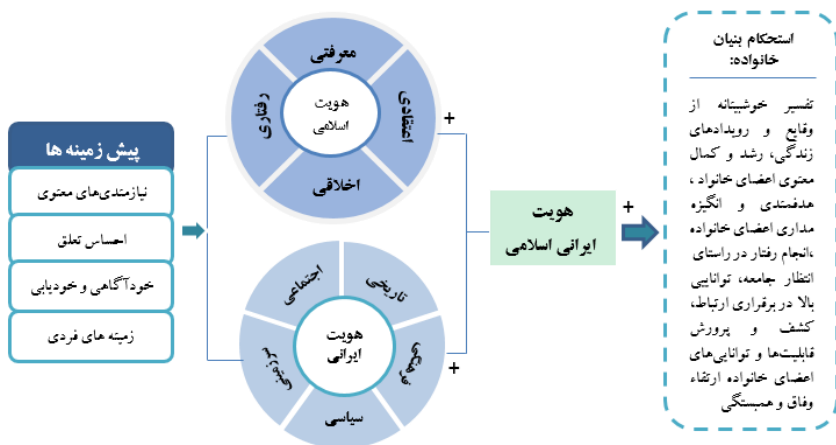 پیش زمینه ها
نیازمندی‌های معنوی
احساس تعلق
خودآگاهی و خودیابی
زمینه های فردی
معرفتی
رفتاری
اعتقادی
اخلاقی
هویت
اسلامی
+
اجتماعی
تاریخی
سرزمینی
فرهنگی
سیاسی
هویت
ایرانی
+
هویت
ایرانی اسلامی
+
استحکام بنیان
خانواده:
تفسیر خوشبینانه از
وقایع و رویدادهای
زندگی، رشد و کمال
معنوی اعضای خانواد ،
هدفمندی و انگیزه
مداری اعضای خانواده
،انجام رفتار در راستای
انتظار جامعه، توانایبی
بالا در برقراری ارتباط،
کشف و پرورش
قابلیت‌ها و توانایی‌های
اعضای خانواده ارتقاء
وفاق و همبستگی